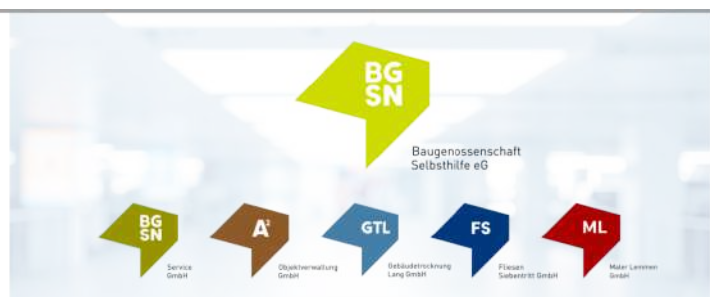 BG
SN
Baugenossenschaft
Selbsthilfe eG
BG
SN
Service
GmbH
A²
Objektverwaltung
GmbH
GTL
Gebäudetrocknung
Lang GmbH
FS
Fliesen
Siebentritt GmbH
ML
Maler Lemmen
GmbH